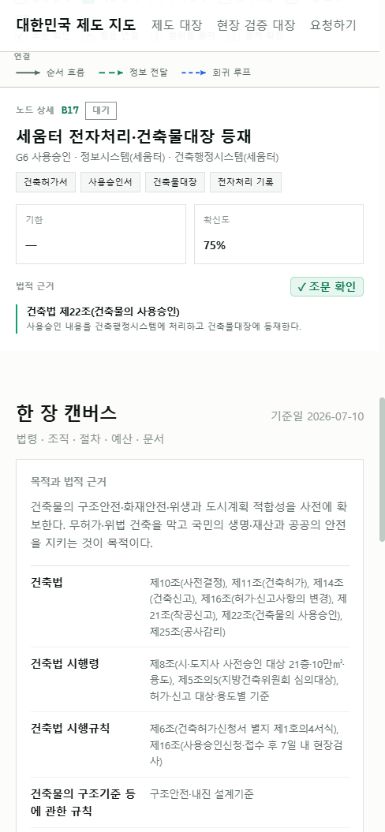 대한민국 제도 지도 제도 대장 현장 검증 대장 요청하기
연결
순서 흐름 정보 전달 회귀 루프
노드 상세 B17 대기
세움터 전자처리·건축물대장 등재
G6 사용승인 · 정보시스템(세움터) · 건축행정시스템(세움터)
건축허가서 사용승인서 건축물대장 전자처리 기록
기한
—
확신도
75%
법적 근거 ✓ 조문 확인
건축법 제22조(건축물의 사용승인)
사용승인 내용을 건축행정시스템에 처리하고 건축물대장에 등재한다.
한 장 캔버스 기준일 2026-07-10
법령 · 조직 · 절차 · 예산 · 문서
목적과 법적 근거
건축물의 구조안전·화재안전·위생과 도시계획 적합성을 사전에 확
보한다. 무허가·위법 건축을 막고 국민의 생명·재산과 공공의 안전
을 지키는 것이 목적이다.
건축법 제10조(사전결정), 제11조(건축허가), 제14조
(건축신고), 제16조(허가·신고사항의 변경), 제
21조(착공신고), 제22조(건축물의 사용승인),
제25조(공사감리)
건축법 시행령 제8조(시·도지사 사전승인 대상 21층·10만㎡·
용도), 제5조의5(지방건축위원회 심의대상),
허가·신고 대상·용도별 기준
건축법 시행규칙 제6조(건축허가신청서 별지 제1호의4서식),
제16조(사용승인신청·접수 후 7일 내 현장검
사)
건축물의 구조기준 등 구조안전·내진 설계기준
에 관한 규칙